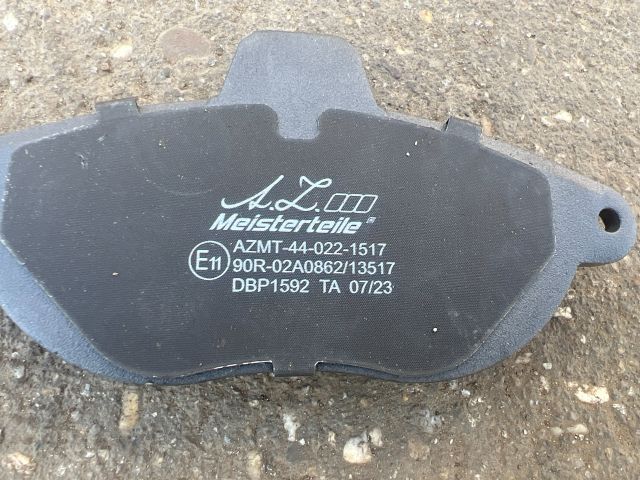 A.Z.
Meisterteile
AZMT-44-022-1517
E11 90R-02A0862/13517
DBP1592 TA 07/23